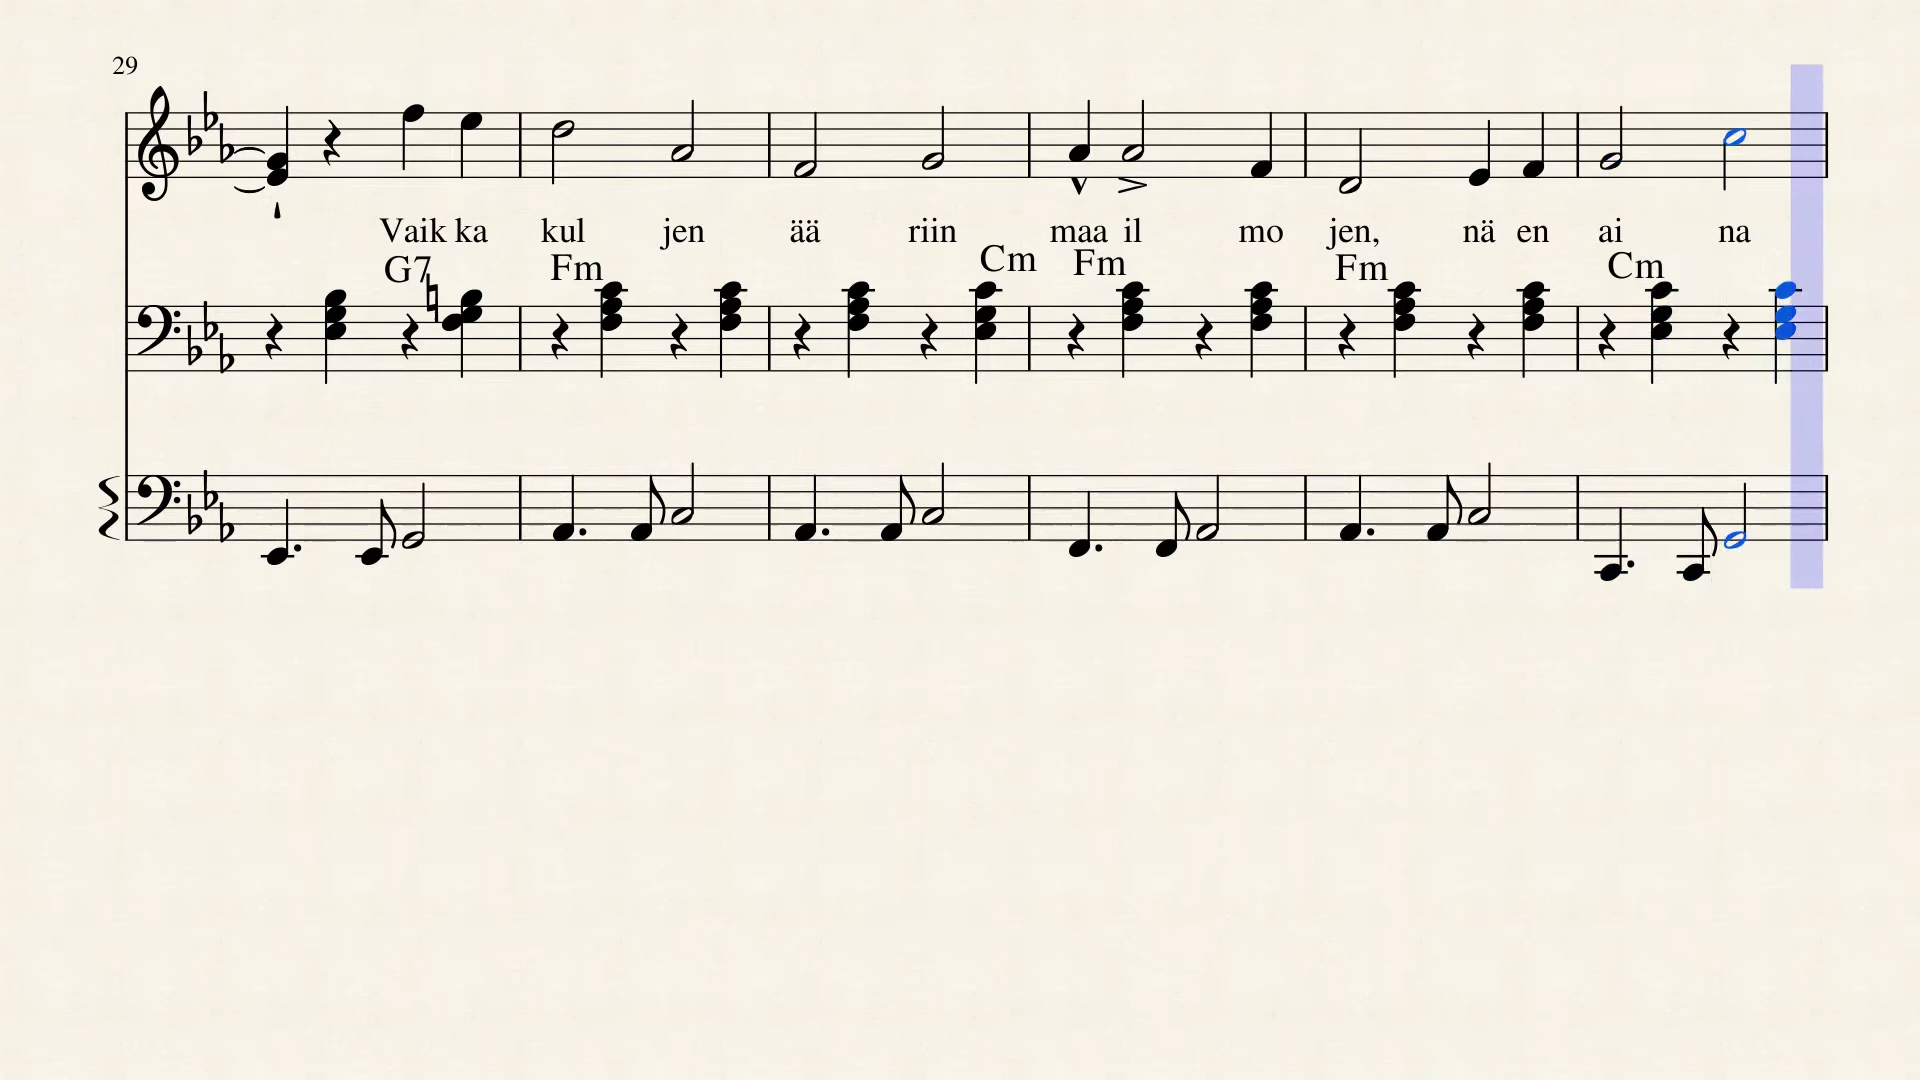 29
Vaik ka kul jen ää riin maa il mo jen, nä en ai na
G7 Fm Cm Fm Fm Cm